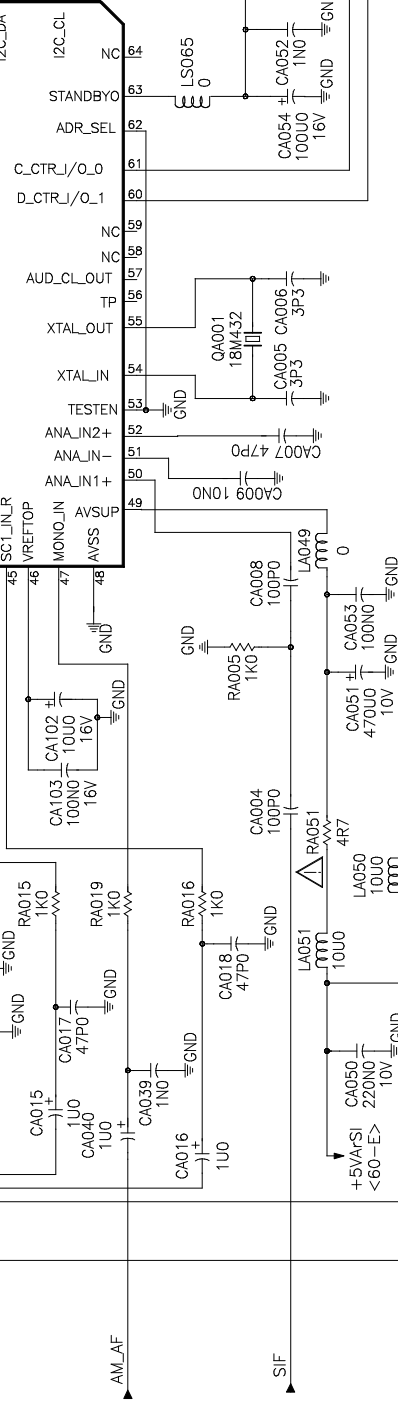 I2C_DA
I2C_CL
NC 64
STANDBYO 63
ADR_SEL 62
C_CTR_I/O_0 61
D_CTR_I/O_1 60
NC 59
NC 58
AUD_CL_OUT 57
TP 56
XTAL_OUT 55
XTAL_IN 54
TESTEN 53
ANA_IN2+ 52
ANA_IN- 51
ANA_IN1+ 50
AVSUP 49
SC1_IN_R 45
VREFTOP 46
MONO_IN 47
AVSS 48
LS065
0
CA052
1N0
GN
CA054
100U0
16V
GND
QA001
18M432
CA006
3P3
CA005
3P3
GND
CA007 47P0
CA009 10N0
LA049
0
CA008
100P0
GND
RA005
1K0
GND
CA053
100N0
GND
CA051
470U0
10V
GND
CA102
10U0
16V
GND
CA103
100N0
16V
CA004
100P0
RA051
4R7
LA050
10U0
RA015
1K0
RA019
1K0
RA016
1K0
LA051
10U0
CA018
47P0
GND
GND
GND
CA017
47P0
GND
CA015
1U0
CA040
1U0
CA039
1N0
GND
CA016
1U0
CA050
220N0
10V
GND
+5VArSI
<60-E>
AM_AF
SIF